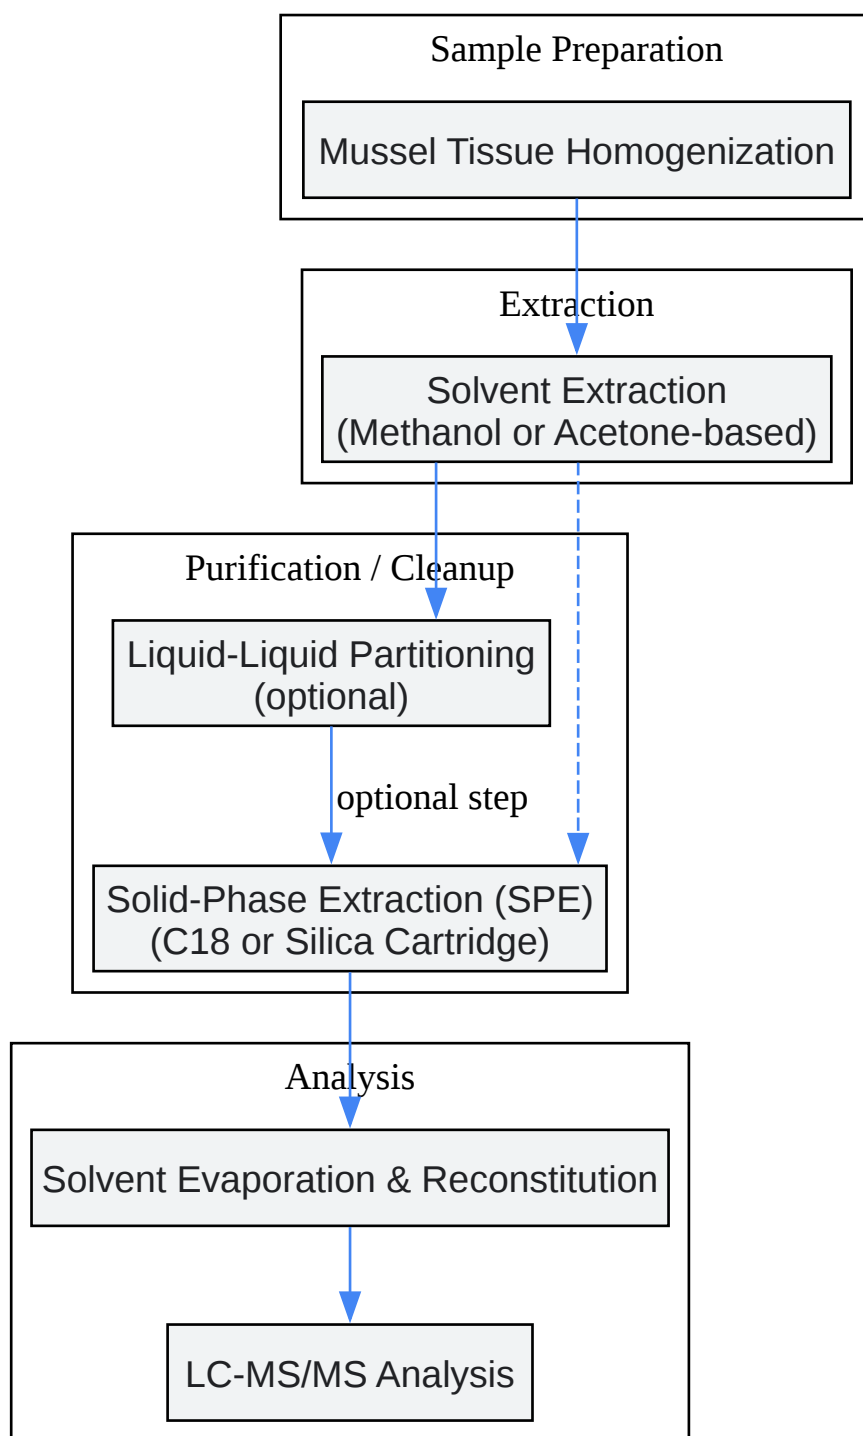 Sample Preparation
Mussel Tissue Homogenization
Extraction
Solvent Extraction
(Methanol or Acetone-based)
Purification / Cleanup
Liquid-Liquid Partitioning
(optional)
optional step
Solid-Phase Extraction (SPE)
(C18 or Silica Cartridge)
Analysis
Solvent Evaporation & Reconstitution
LC-MS/MS Analysis